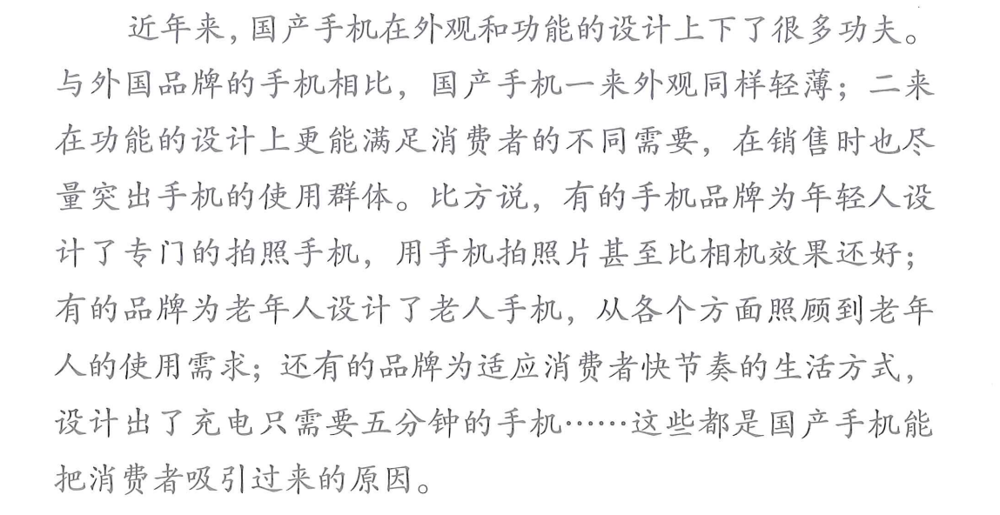 近年来，国产手机在外观和功能的设计上下了很多功夫。
与外国品牌的手机相比，国产手机一来外观同样轻薄；二来
在功能的设计上更能满足消费者的不同需要，在销售时也尽
量突出手机的使用群体。比方说，有的手机品牌为年轻人设
计了专门的拍照手机，用手机拍照片甚至比相机效果还好；
有的品牌为老年人设计了老人手机，从各个方面照顾到老年
人的使用需求；还有的品牌为适应消费者快节奏的生活方式，
设计出了充电只需要五分钟的手机……这些都是国产手机能
把消费者吸引过来的原因。